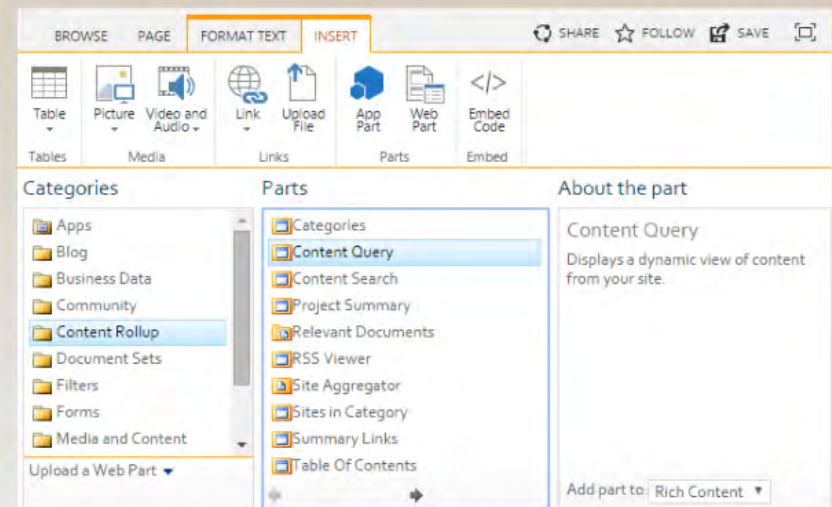 BROWSE PAGE FORMAT TEXT INSERT SHARE FOLLOW SAVE
Table Picture Video and Audio Link Upload File App Part Web Part Embed Code
Tables Media Links Parts Embed
Categories
Apps
Blog
Business Data
Community
Content Rollup
Document Sets
Filters
Forms
Media and Content
Upload a Web Part
Parts
Categories
Content Query
Content Search
Project Summary
Relevant Documents
RSS Viewer
Site Aggregator
Sites in Category
Summary Links
Table Of Contents
About the part
Content Query
Displays a dynamic view of content
from your site.
Add part to: Rich Content